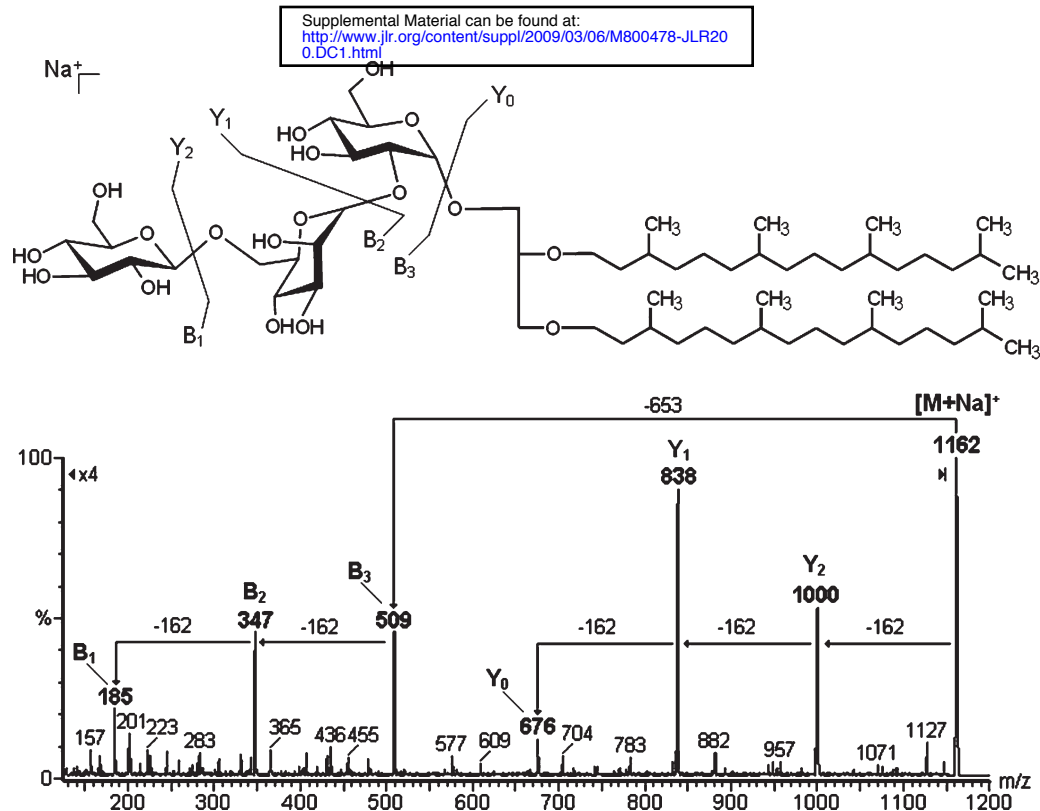 Supplemental Material can be found at:
http://www.jlr.org/content/suppl/2009/03/06/M800478-JLR20
0.DC1.html
Na⁺
OH
Y₀
Y₁
HO
O
Y₂
HO
OH
O
O
O
CH₃ CH₃ CH₃ CH₃
HO
O
O
O
HO
B₂
O
CH₃
HO
B₃
OH
CH₃ CH₃ CH₃ CH₃
OHOH
O
B₁
CH₃
-653
[M+Na]⁺
1162
100
x4
Y₁
838
B₃
Y₂
B₂
1000
%
347
509
-162
-162
-162
-162
-162
B₁
Y₀
185
676
157
201
223
283
365
436
455
577
609
704
783
882
957
1071
1127
0
200 300 400 500 600 700 800 900 1000 1100 1200 m/z